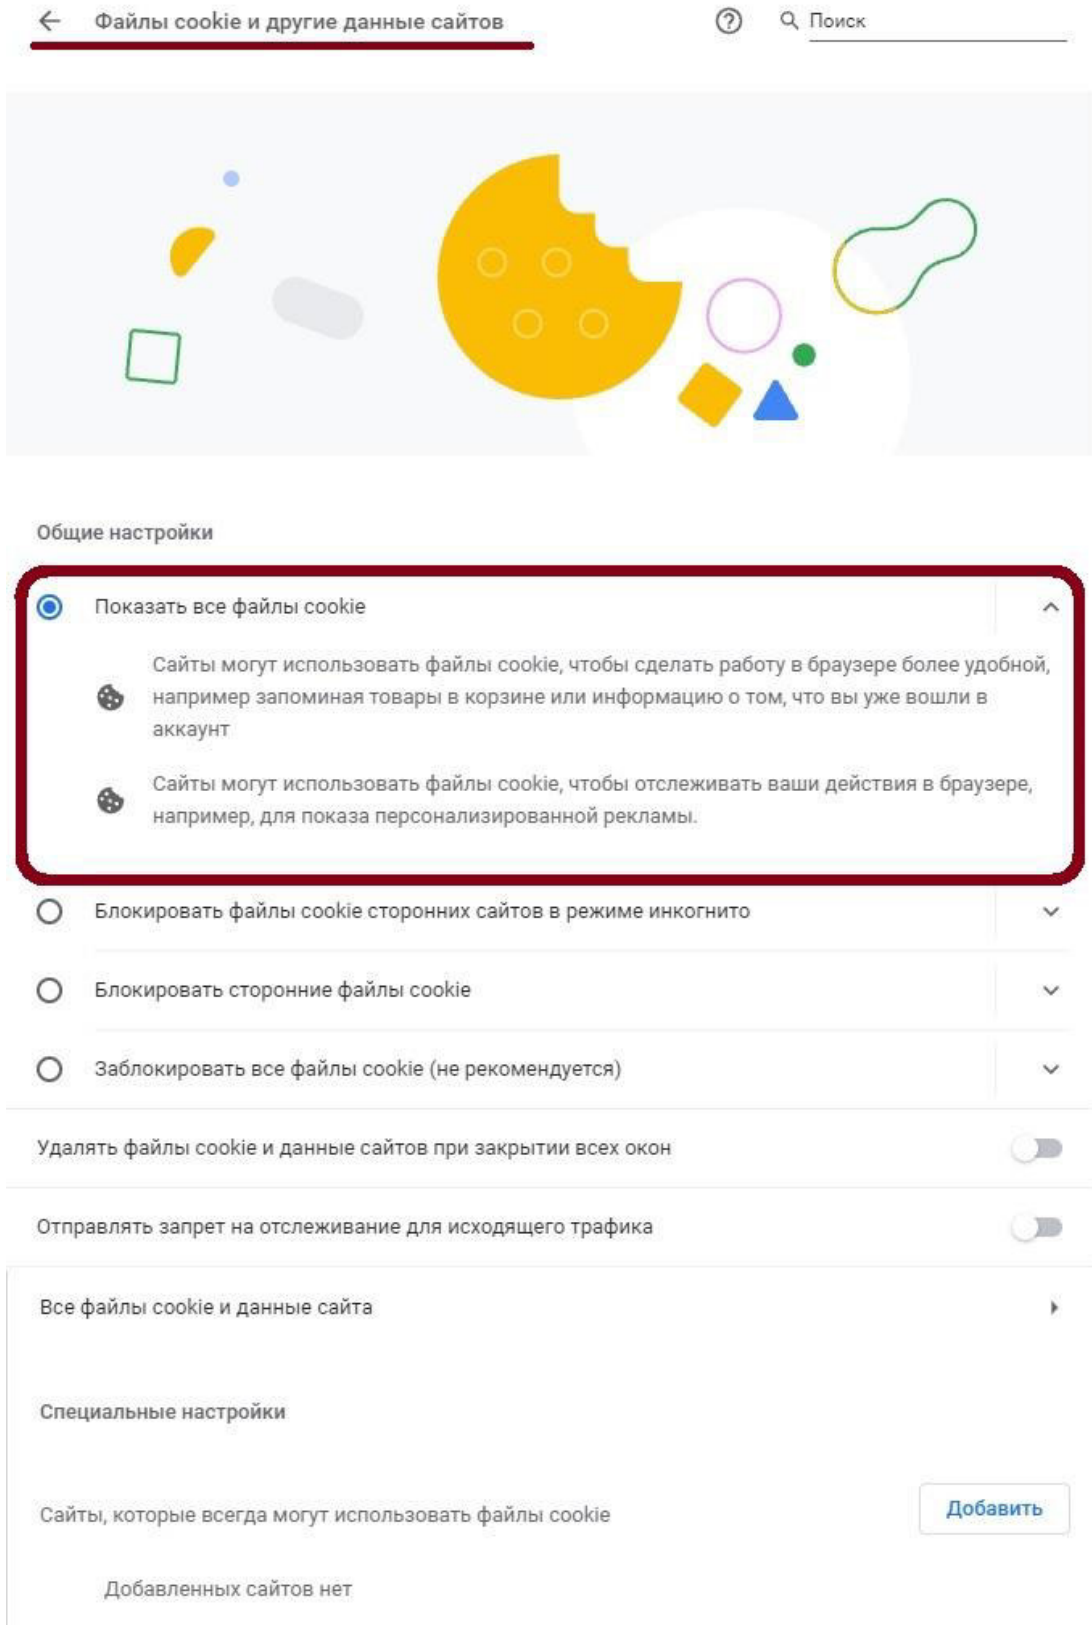 Файлы cookie и другие данные сайтов
Поиск
Общие настройки
Показать все файлы cookie
Сайты могут использовать файлы cookie, чтобы сделать работу в браузере более удобной,
например запоминая товары в корзине или информацию о том, что вы уже вошли в
аккаунт
Сайты могут использовать файлы cookie, чтобы отслеживать ваши действия в браузере,
например, для показа персонализированной рекламы.
Блокировать файлы cookie сторонних сайтов в режиме инкогнито
Блокировать сторонние файлы cookie
Заблокировать все файлы cookie (не рекомендуется)
Удалять файлы cookie и данные сайтов при закрытии всех окон
Отправлять запрет на отслеживание для исходящего трафика
Все файлы cookie и данные сайта
Специальные настройки
Сайты, которые всегда могут использовать файлы cookie
Добавить
Добавленных сайтов нет